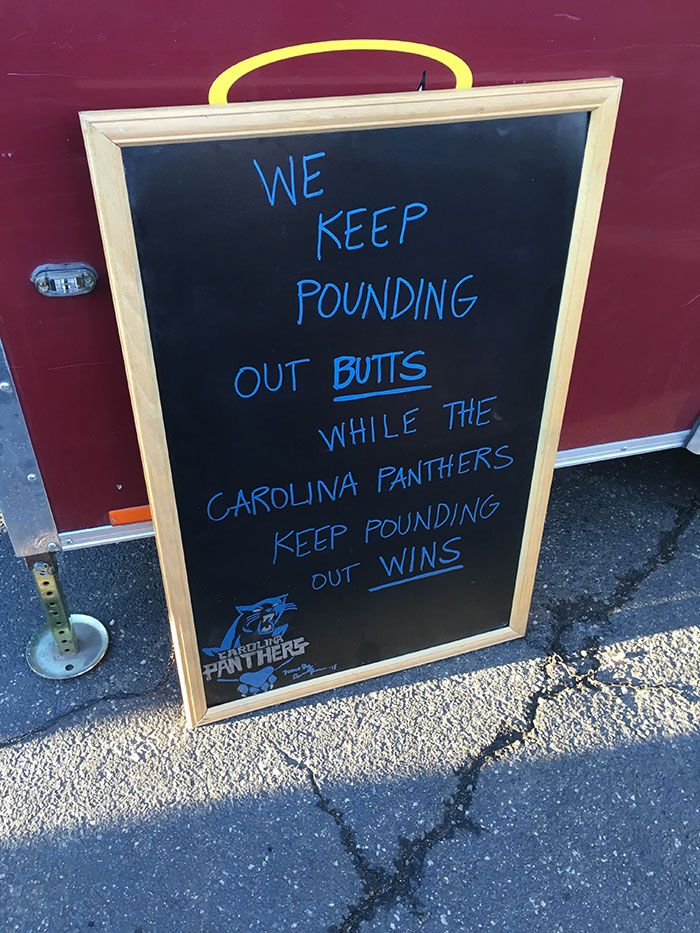 WE
KEEP
POUNDING
OUT BUTTS
WHILE THE
CAROLINA PANTHERS
KEEP POUNDING
OUT WINS
CAROLINA
PANTHERS